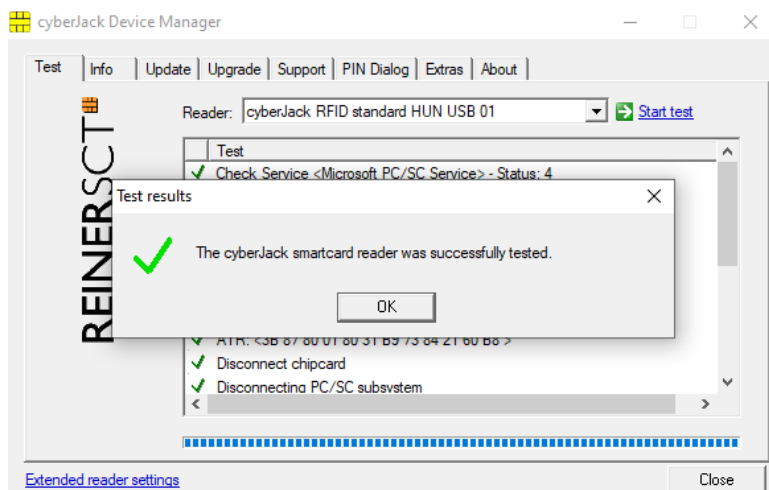 cyberJack Device Manager
Test Info Update Upgrade Support PIN Dialog Extras About
REINERSCT
Reader: cyberJack RFID standard HUN USB 01 Start test
Test
Check Service <Microsoft PC/SC Service> - Status: 4
Test results
The cyberJack smartcard reader was successfully tested.
OK
ATR: <3B 87 80 01 80 31 B9 73 84 21 60 B8 >
Disconnect chipcard
Disconnecting PC/SC subsystem
Extended reader settings Close